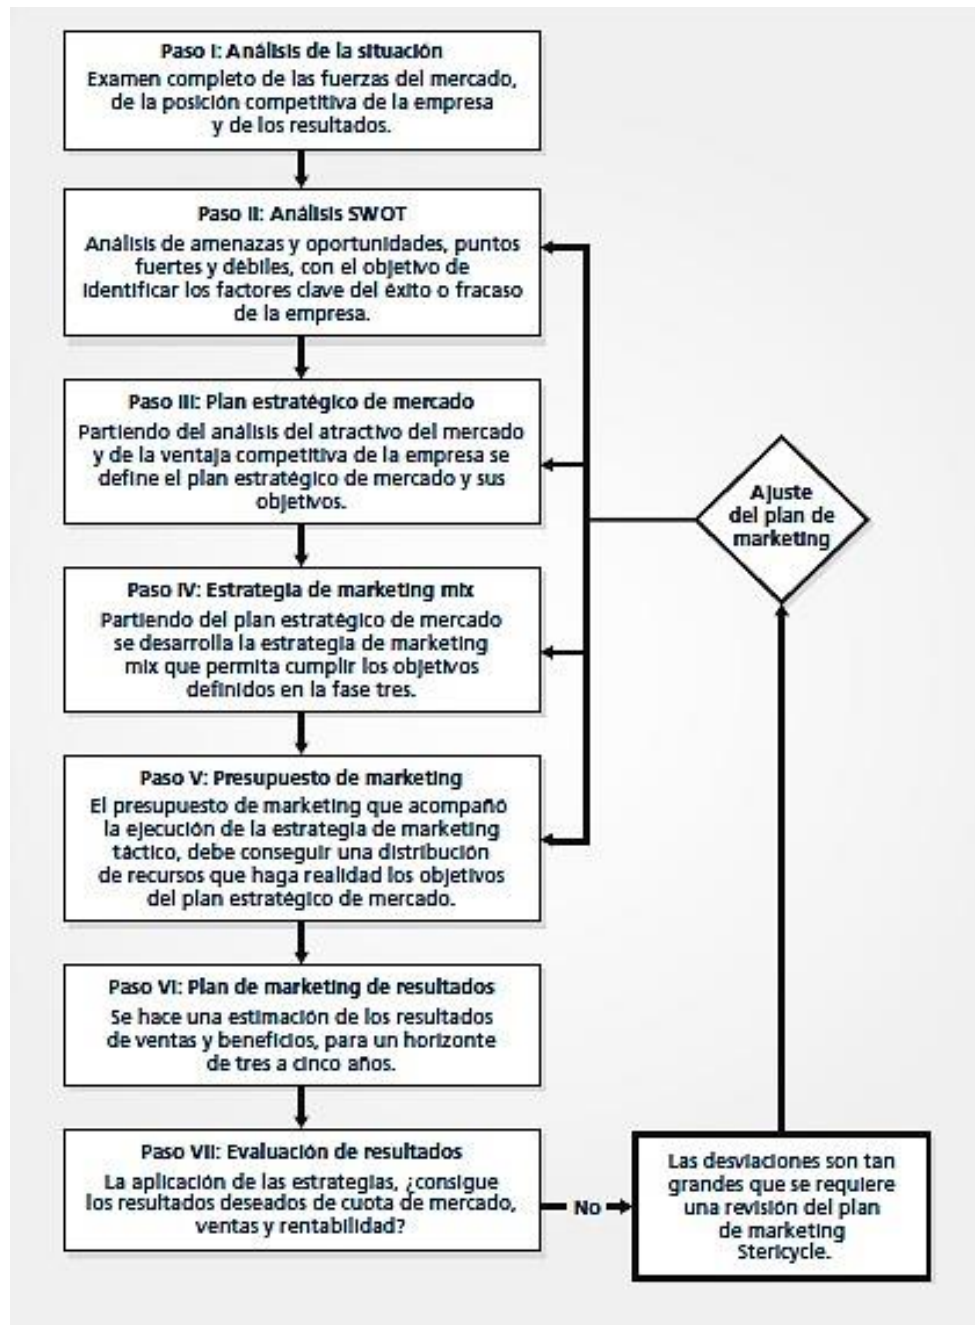 Paso I: Análisis de la situación
Examen completo de las fuerzas del mercado,
de la posición competitiva de la empresa
y de los resultados.
Paso II: Análisis SWOT
Análisis de amenazas y oportunidades, puntos
fuertes y débiles, con el objetivo de
identificar los factores clave del éxito o fracaso
de la empresa.
Paso III: Plan estratégico de mercado
Partiendo del análisis del atractivo del mercado
y de la ventaja competitiva de la empresa se
define el plan estratégico de mercado y sus
objetivos.
Paso IV: Estrategia de marketing mix
Partiendo del plan estratégico de mercado
se desarrolla la estrategia de marketing
mix que permita cumplir los objetivos
definidos en la fase tres.
Paso V: Presupuesto de marketing
El presupuesto de marketing que acompañó
la ejecución de la estrategia de marketing
táctico, debe conseguir una distribución
de recursos que haga realidad los objetivos
del plan estratégico de mercado.
Paso VI: Plan de marketing de resultados
Se hace una estimación de los resultados
de ventas y beneficios, para un horizonte
de tres a cinco años.
Paso VII: Evaluación de resultados
La aplicación de las estrategias, ¿consigue
los resultados deseados de cuota de mercado,
ventas y rentabilidad?
No
Las desviaciones son tan
grandes que se requiere
una revisión del plan
de marketing
Stericycle.
Ajuste
del plan de
marketing